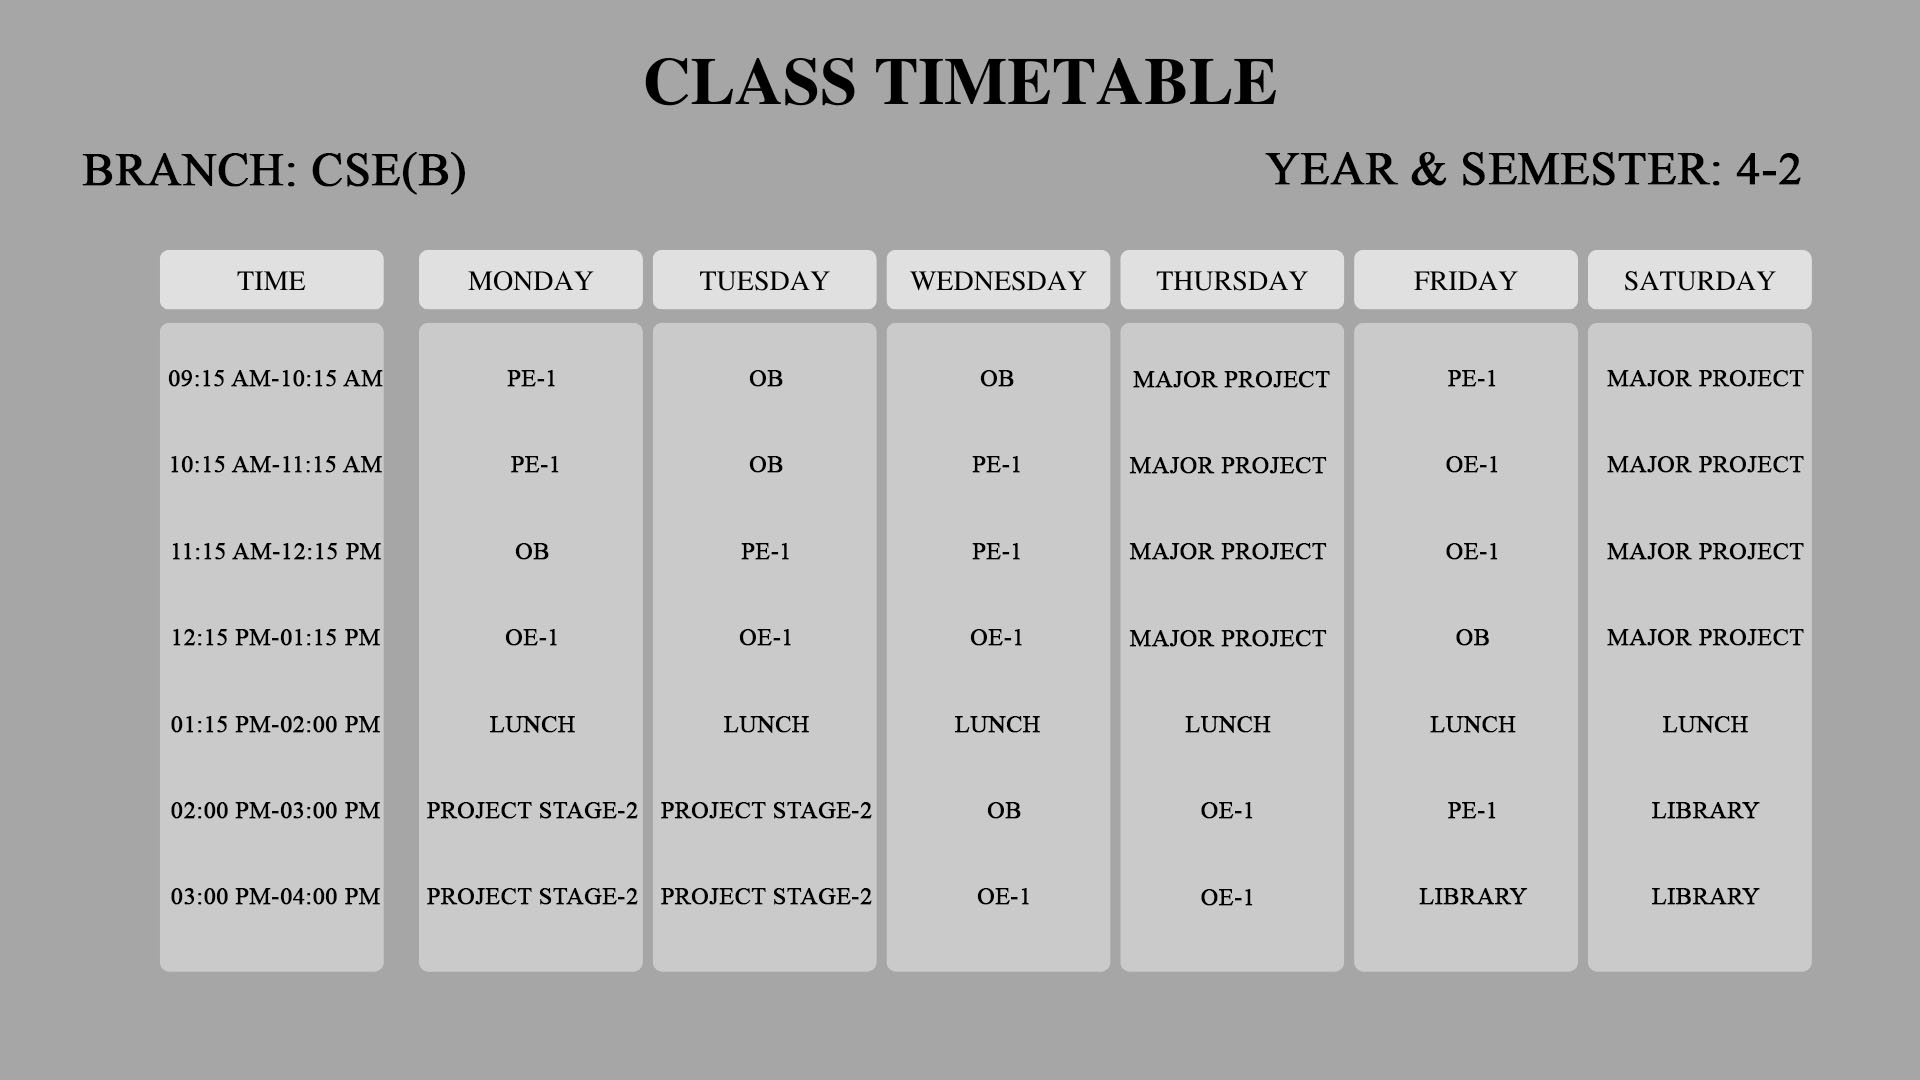 CLASS TIMETABLE
BRANCH: CSE(B) YEAR & SEMESTER: 4-2
TIME MONDAY TUESDAY WEDNESDAY THURSDAY FRIDAY SATURDAY
09:15 AM-10:15 AM PE-1 OB OB MAJOR PROJECT PE-1 MAJOR PROJECT
10:15 AM-11:15 AM PE-1 OB PE-1 MAJOR PROJECT OE-1 MAJOR PROJECT
11:15 AM-12:15 PM OB PE-1 PE-1 MAJOR PROJECT OE-1 MAJOR PROJECT
12:15 PM-01:15 PM OE-1 OE-1 OE-1 MAJOR PROJECT OB MAJOR PROJECT
01:15 PM-02:00 PM LUNCH LUNCH LUNCH LUNCH LUNCH LUNCH
02:00 PM-03:00 PM PROJECT STAGE-2 PROJECT STAGE-2 OB OE-1 PE-1 LIBRARY
03:00 PM-04:00 PM PROJECT STAGE-2 PROJECT STAGE-2 OE-1 OE-1 LIBRARY LIBRARY